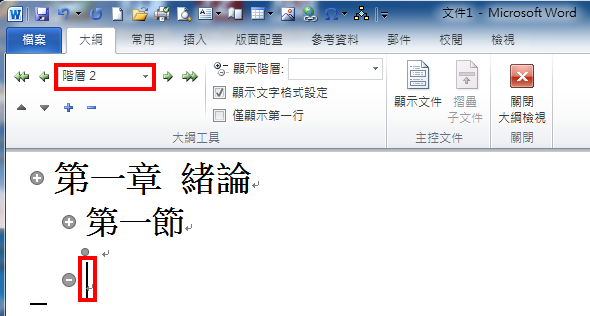 文件1 - Microsoft Word
檔案 大綱 常用 插入 版面配置 參考資料 郵件 校閱 檢視
階層 2
顯示階層:
顯示文字格式設定
僅顯示第一行
大綱工具
顯示文件
摺疊
子文件
主控文件
關閉
大綱檢視
關閉
第一章 緒論
第一節